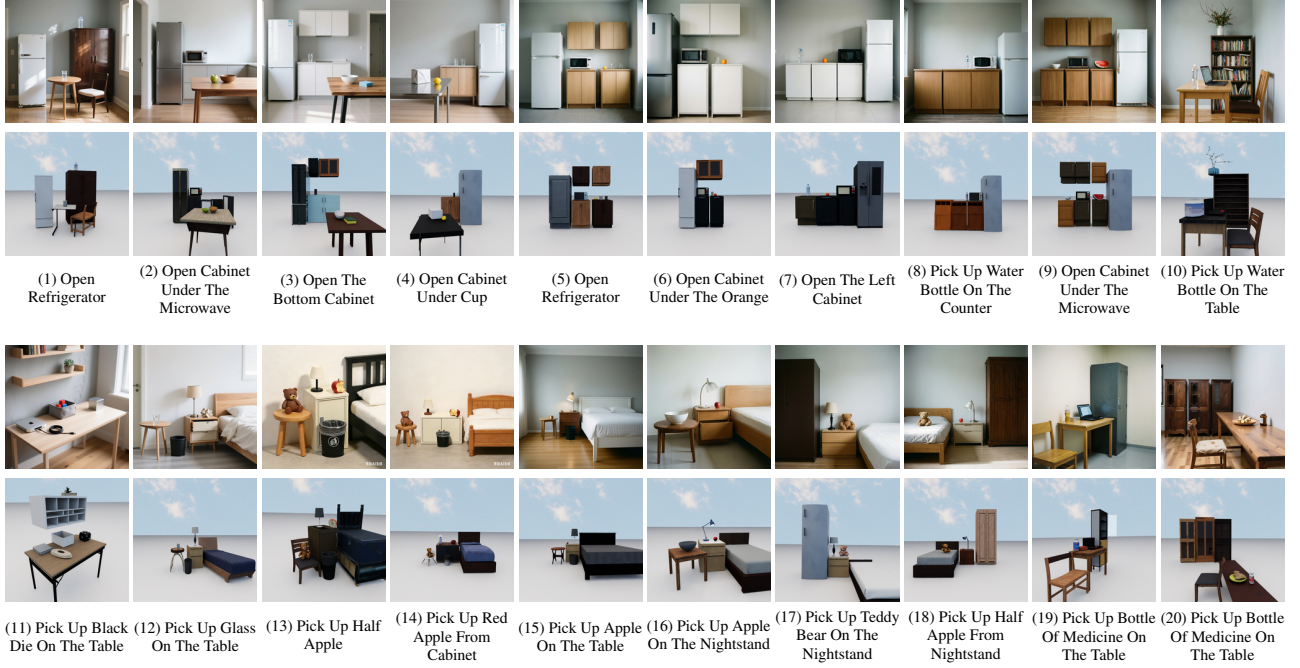 (1) Open
Refrigerator
(2) Open Cabinet
Under The
Microwave
(3) Open The
Bottom Cabinet
(4) Open Cabinet
Under Cup
(5) Open
Refrigerator
(6) Open Cabinet
Under The Orange
(7) Open The Left
Cabinet
(8) Pick Up Water
Bottle On The
Counter
(9) Open Cabinet
Under The
Microwave
(10) Pick Up Water
Bottle On The
Table
(11) Pick Up Black
Die On The Table
(12) Pick Up Glass
On The Table
(13) Pick Up Half
Apple
(14) Pick Up Red
Apple From
Cabinet
(15) Pick Up Apple
On The Table
(16) Pick Up Apple
On The Nightstand
(17) Pick Up Teddy
Bear On The
Nightstand
(18) Pick Up Half
Apple From
Nightstand
(19) Pick Up Bottle
Of Medicine On
The Table
(20) Pick Up Bottle
Of Medicine On
The Table